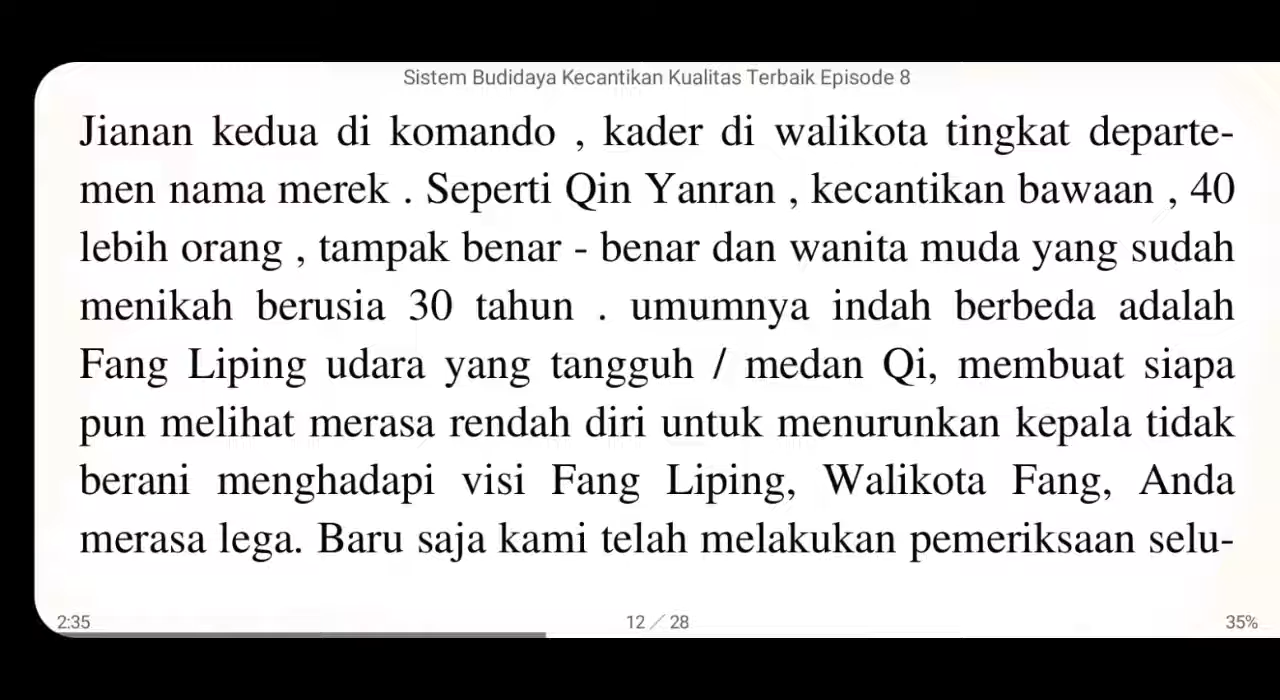 Sistem Budidaya Kecantikan Kualitas Terbaik Episode 8
Jianan kedua di komando , kader di walikota tingkat departe-
men nama merek . Seperti Qin Yanran , kecantikan bawaan , 40
lebih orang , tampak benar - benar dan wanita muda yang sudah
menikah berusia 30 tahun . umumnya indah berbeda adalah
Fang Liping udara yang tangguh / medan Qi, membuat siapa
pun melihat merasa rendah diri untuk menurunkan kepala tidak
berani menghadapi visi Fang Liping, Walikota Fang, Anda
merasa lega. Baru saja kami telah melakukan pemeriksaan selu-
2:35 12 / 28 35%